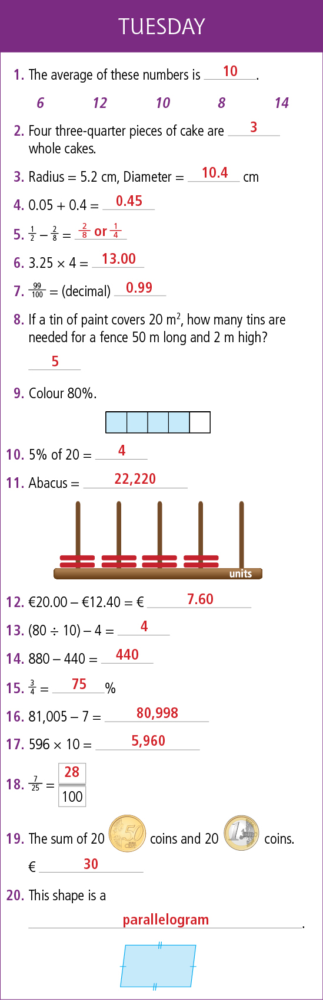 TUESDAY
1. The average of these numbers is 10.
6 12 10 8 14
2. Four three-quarter pieces of cake are 3
whole cakes.
3. Radius = 5.2 cm, Diameter = 10.4 cm
4. 0.05 + 0.4 = 0.45
5. 1/2 – 2/8 = 2/8 or 1/4
6. 3.25 × 4 = 13.00
7. 99/100 = (decimal) 0.99
8. If a tin of paint covers 20 m², how many tins are
needed for a fence 50 m long and 2 m high?
5
9. Colour 80%.
10. 5% of 20 = 4
11. Abacus = 22,220
units
12. €20.00 – €12.40 = € 7.60
13. (80 ÷ 10) – 4 = 4
14. 880 – 440 = 440
15. 3/4 = 75 %
16. 81,005 – 7 = 80,998
17. 596 × 10 = 5,960
18. 7/25 = 28/100
19. The sum of 20 50 EURO CENT coins and 20 1 EURO coins.
€ 30
20. This shape is a
parallelogram.